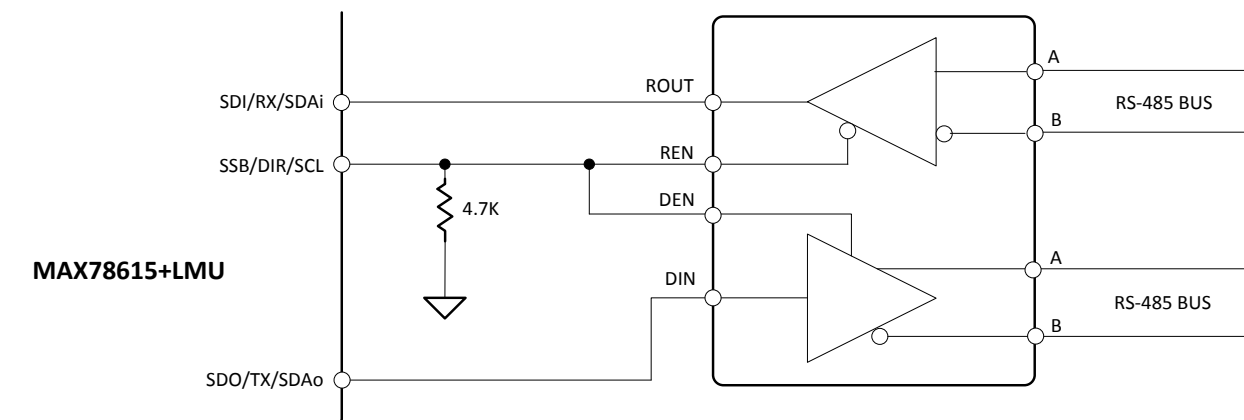 A
ROUT
SDI/RX/SDAi
RS-485 BUS
B
REN
SSB/DIR/SCL
4.7K
DEN
MAX78615+LMU
A
DIN
RS-485 BUS
B
SDO/TX/SDAo